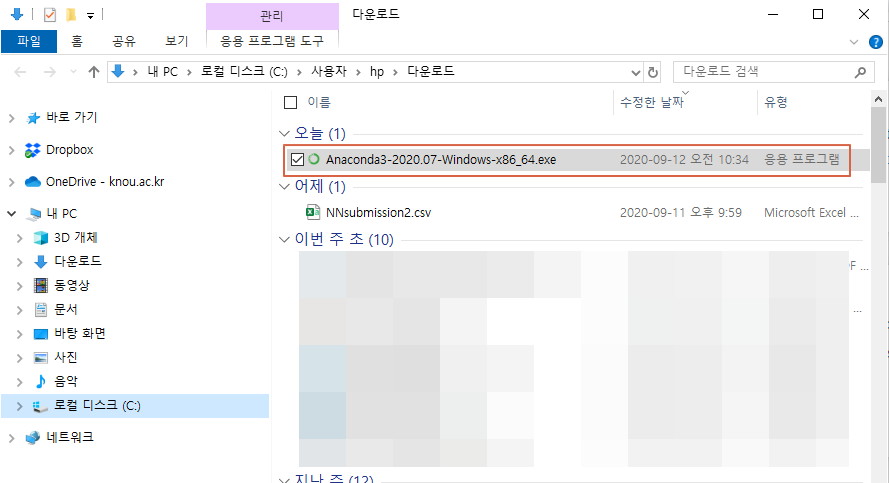 관리
다운로드
파일
홈
공유
보기
응용 프로그램 도구
내 PC
로컬 디스크 (C:)
사용자
hp
다운로드
다운로드 검색
이름
수정한 날짜
유형
바로 가기
Dropbox
OneDrive - knou.ac.kr
내 PC
3D 개체
다운로드
동영상
문서
바탕 화면
사진
음악
로컬 디스크 (C:)
네트워크
오늘 (1)
Anaconda3-2020.07-Windows-x86_64.exe 2020-09-12 오전 10:34 응용 프로그램
어제 (1)
NNsubmission2.csv 2020-09-11 오후 9:59 Microsoft Excel ...
이번 주 초 (10)
F ...
...
지난 주 (12)